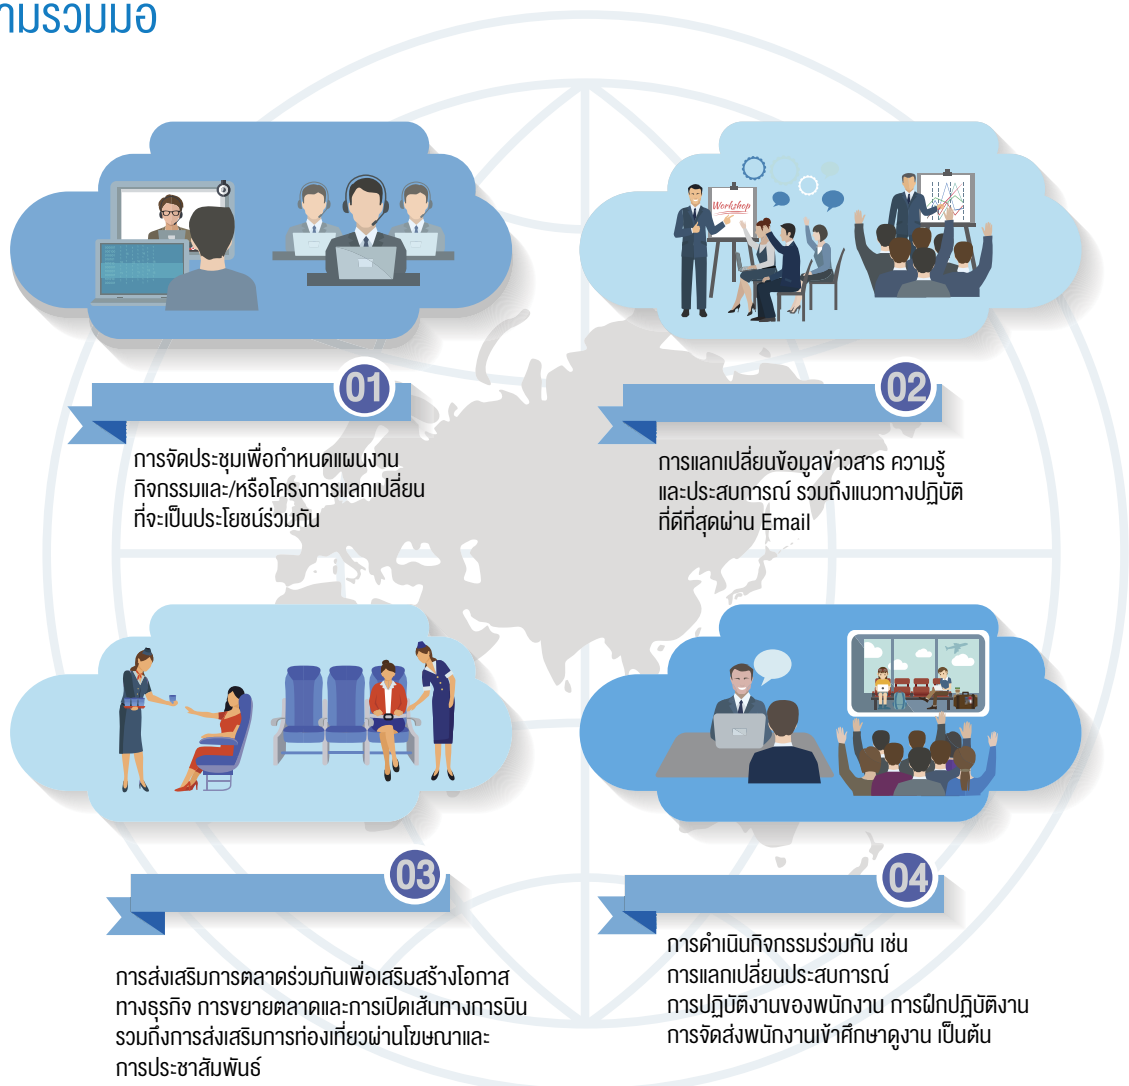 Workshop
01
การจัดประชุมเพื่อกำหนดแผนงาน
กิจกรรมและ/หรือโครงการแลกเปลี่ยน
ที่จะเป็นประโยชน์ร่วมกัน
02
การแลกเปลี่ยนข้อมูลข่าวสาร ความรู้
และประสบการณ์ รวมถึงแนวทางปฏิบัติ
ที่ดีที่สุดผ่าน Email
03
การส่งเสริมการตลาดร่วมกันเพื่อเสริมสร้างโอกาส
ทางธุรกิจ การขยายตลาดและการเปิดเส้นทางการบิน
รวมถึงการส่งเสริมการท่องเที่ยวผ่านโฆษณาและ
การประชาสัมพันธ์
04
การดำเนินกิจกรรมร่วมกัน เช่น
การแลกเปลี่ยนประสบการณ์
การปฏิบัติงานของพนักงาน การฝึกปฏิบัติงาน
การจัดส่งพนักงานเข้าศึกษาดูงาน เป็นต้น